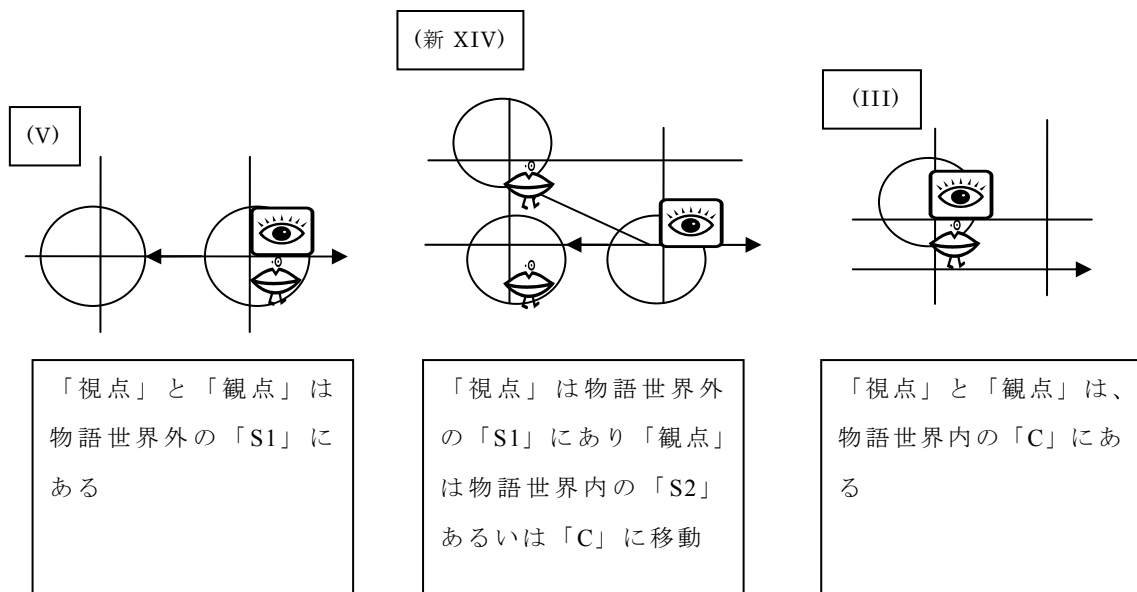 (V)
(新 XIV)
(III)
「視点」と「観点」は
物語世界外の「S1」に
ある
「視点」は物語世界外
の「S1」にあり「観点」
は物語世界内の「S2」
あるいは「C」に移動
「視点」と「観点」は、
物語世界内の「C」にあ
る